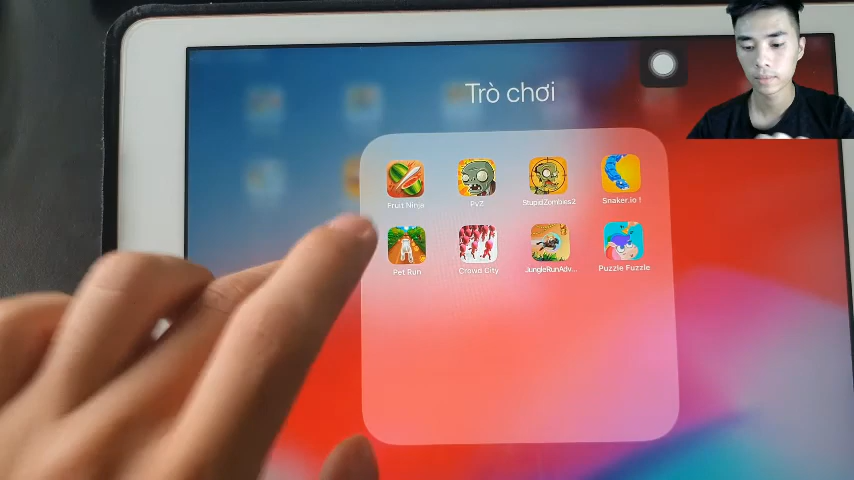 Trò chơi
Fruit Ninja
PvZ
StupidZombies2
Snaker.io !
Pet Run
Crowd City
JungleRunAdv...
Puzzle Fuzzle